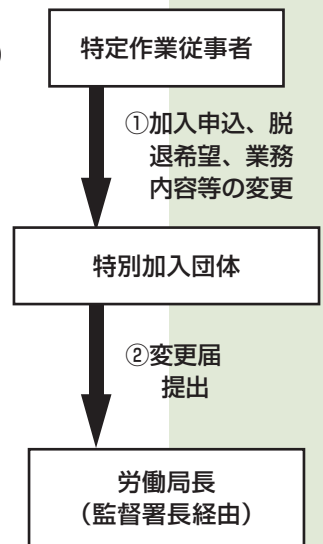 特定作業従事者
①加入申込、脱
退希望、業務
内容等の変更
特別加入団体
②変更届
提出
労働局長
（監督署長経由）